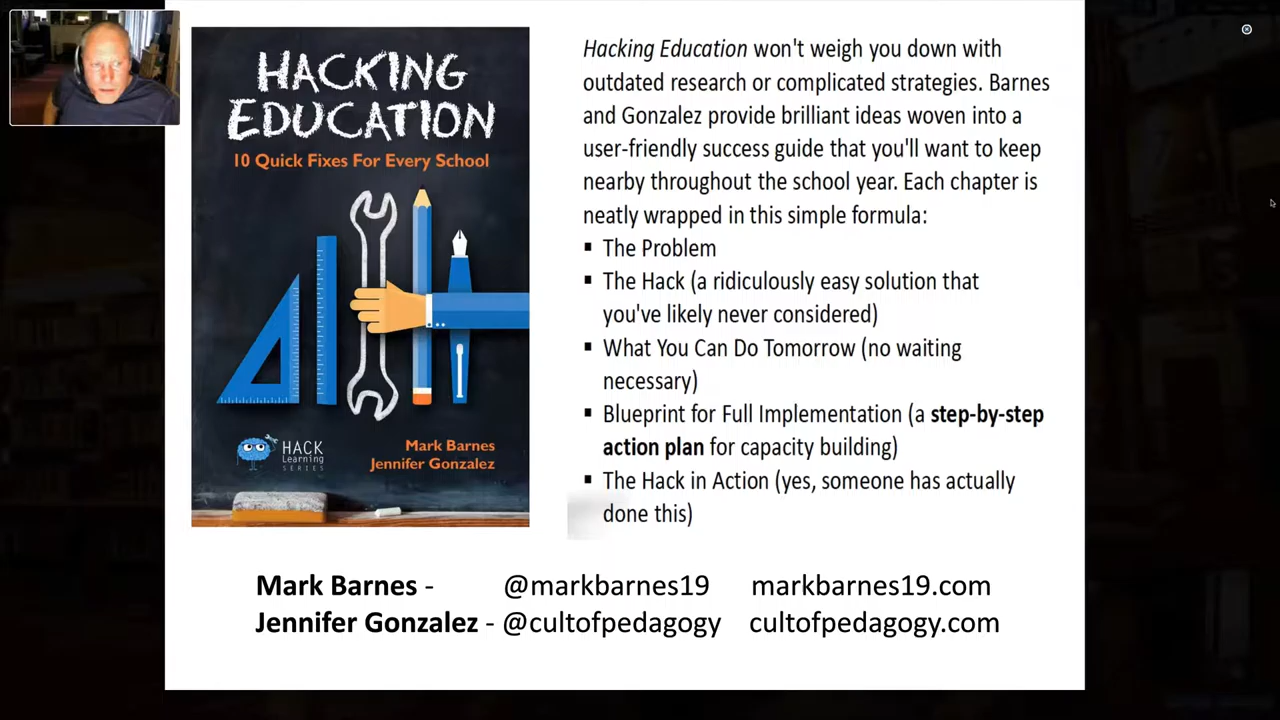 HACKING
EDUCATION
10 Quick Fixes For Every School
HACK
Learning
SERIES
Mark Barnes
Jennifer Gonzalez
Hacking Education won't weigh you down with
outdated research or complicated strategies. Barnes
and Gonzalez provide brilliant ideas woven into a
user-friendly success guide that you'll want to keep
nearby throughout the school year. Each chapter is
neatly wrapped in this simple formula:
▪ The Problem
▪ The Hack (a ridiculously easy solution that
you've likely never considered)
▪ What You Can Do Tomorrow (no waiting
necessary)
▪ Blueprint for Full Implementation (a step-by-step
action plan for capacity building)
▪ The Hack in Action (yes, someone has actually
done this)
Mark Barnes - @markbarnes19 markbarnes19.com
Jennifer Gonzalez - @cultofpedagogy cultofpedagogy.com